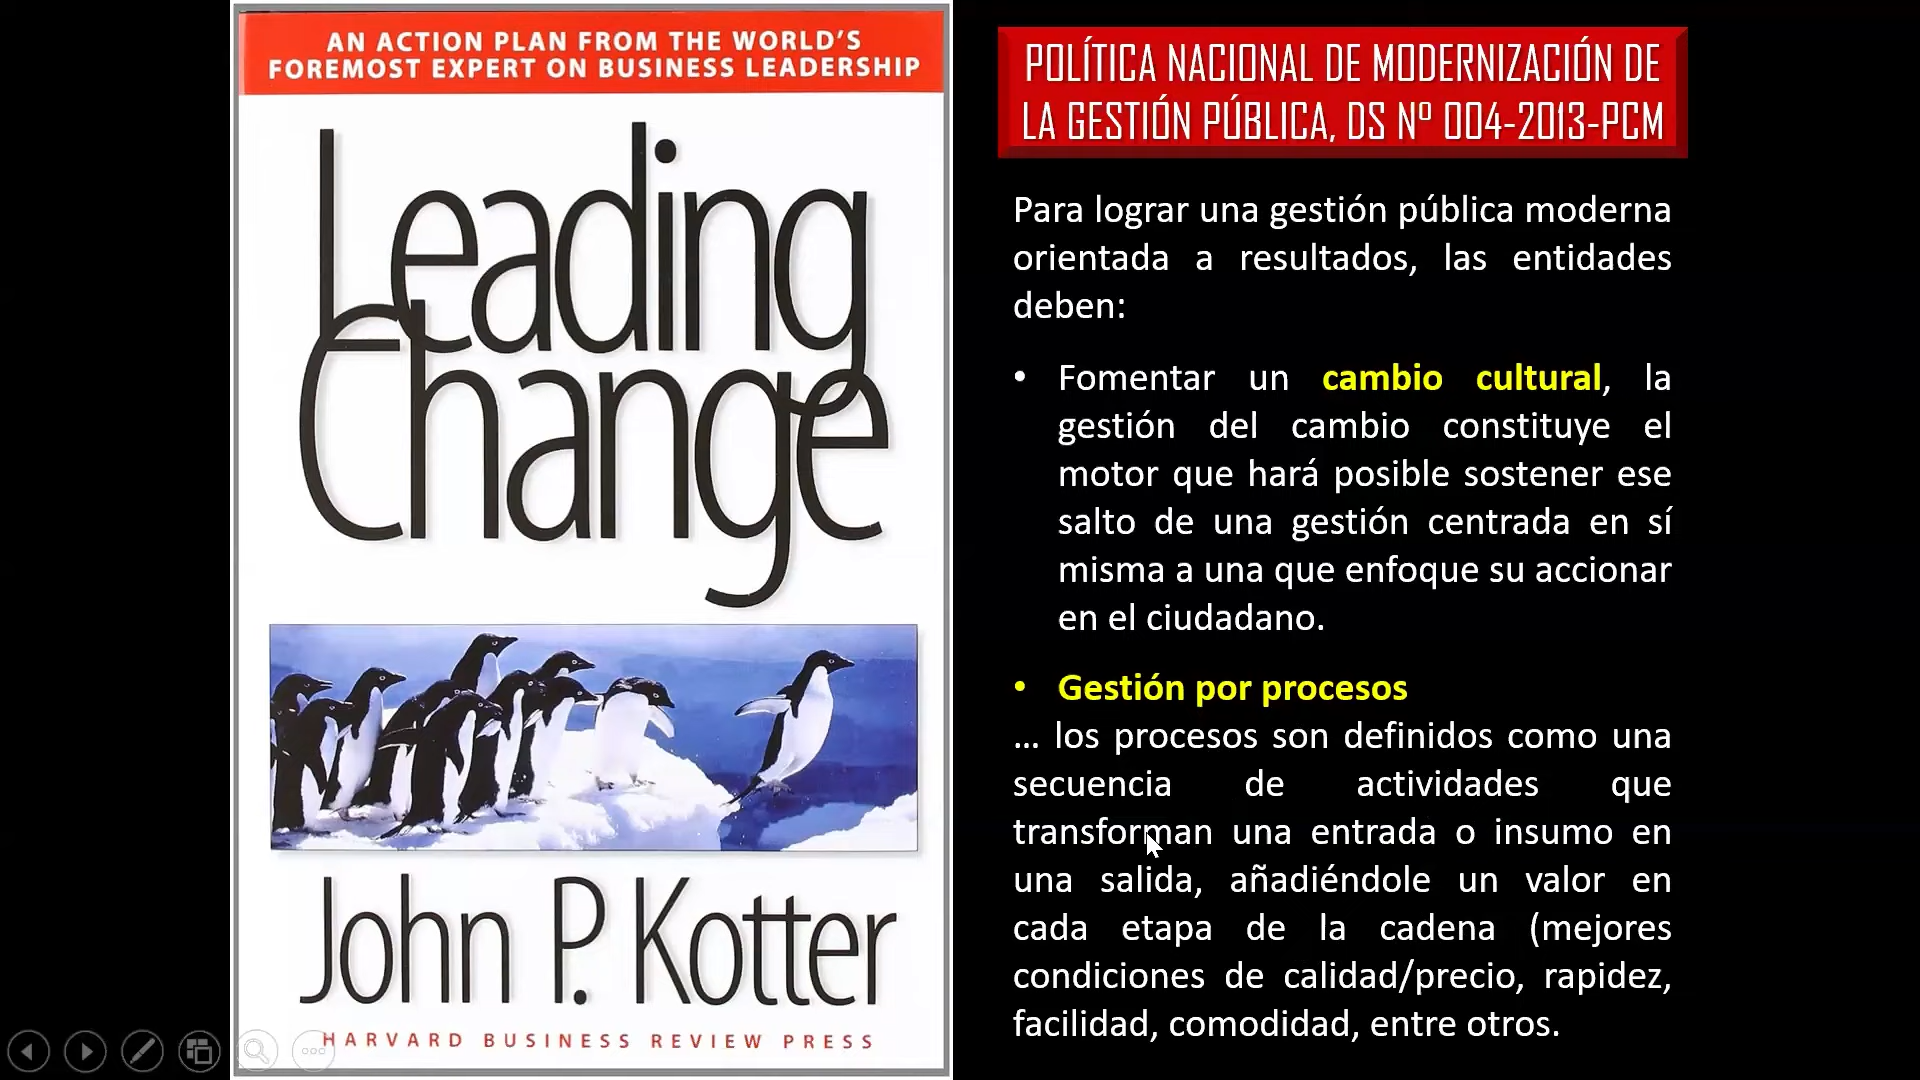 AN ACTION PLAN FROM THE WORLD'S
FOREMOST EXPERT ON BUSINESS LEADERSHIP
Leading
Change
John P. Kotter
HARVARD BUSINESS REVIEW PRESS
POLÍTICA NACIONAL DE MODERNIZACIÓN DE
LA GESTIÓN PÚBLICA, DS Nº 004-2013-PCM
Para lograr una gestión pública moderna
orientada a resultados, las entidades
deben:
• Fomentar un cambio cultural, la
gestión del cambio constituye el
motor que hará posible sostener ese
salto de una gestión centrada en sí
misma a una que enfoque su accionar
en el ciudadano.
• Gestión por procesos
... los procesos son definidos como una
secuencia de actividades que
transforman una entrada o insumo en
una salida, añadiéndole un valor en
cada etapa de la cadena (mejores
condiciones de calidad/precio, rapidez,
facilidad, comodidad, entre otros.